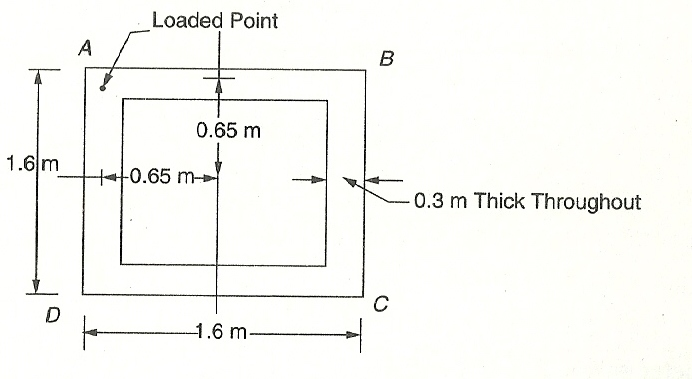 Loaded Point
A
B
0.65 m
1.6 m
0.65 m
0.3 m Thick Throughout
D
C
1.6 m